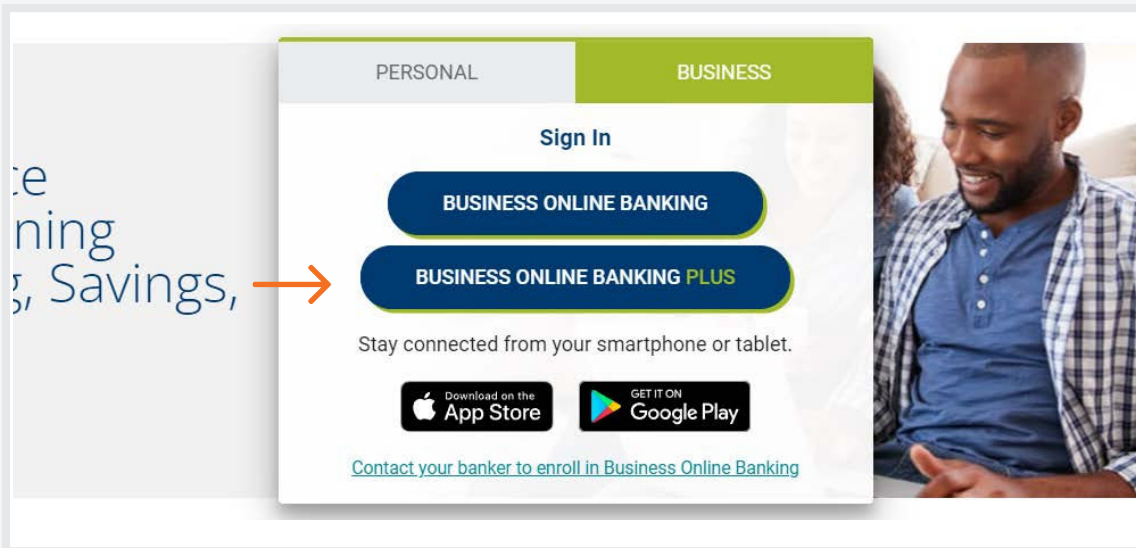 PERSONAL
BUSINESS
Sign In
ning
, Savings,
BUSINESS ONLINE BANKING
BUSINESS ONLINE BANKING PLUS
Stay connected from your smartphone or tablet.
Download on the
App Store
GET IT ON
Google Play
Contact your banker to enroll in Business Online Banking